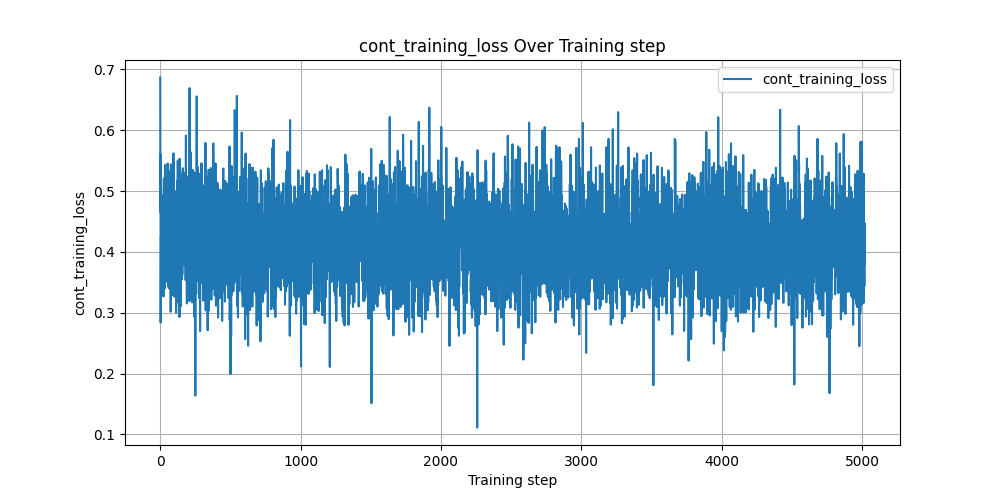 cont_training_loss Over Training step
cont_training_loss
cont_training_loss
0.7
0.6
0.5
0.4
0.3
0.2
0.1
0 1000 2000 3000 4000 5000
Training step